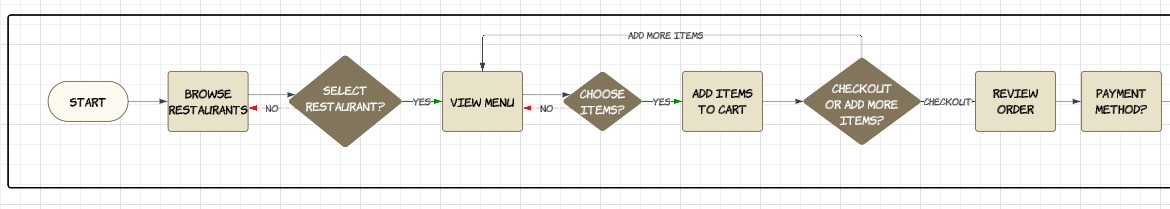 ADD MORE ITEMS
START
BROWSE
RESTAURANTS
NO
SELECT
RESTAURANT?
YES
VIEW MENU
NO
CHOOSE
ITEMS?
YES
ADD ITEMS
TO CART
CHECKOUT
OR ADD MORE
ITEMS?
CHECKOUT
REVIEW
ORDER
PAYMENT
METHOD?